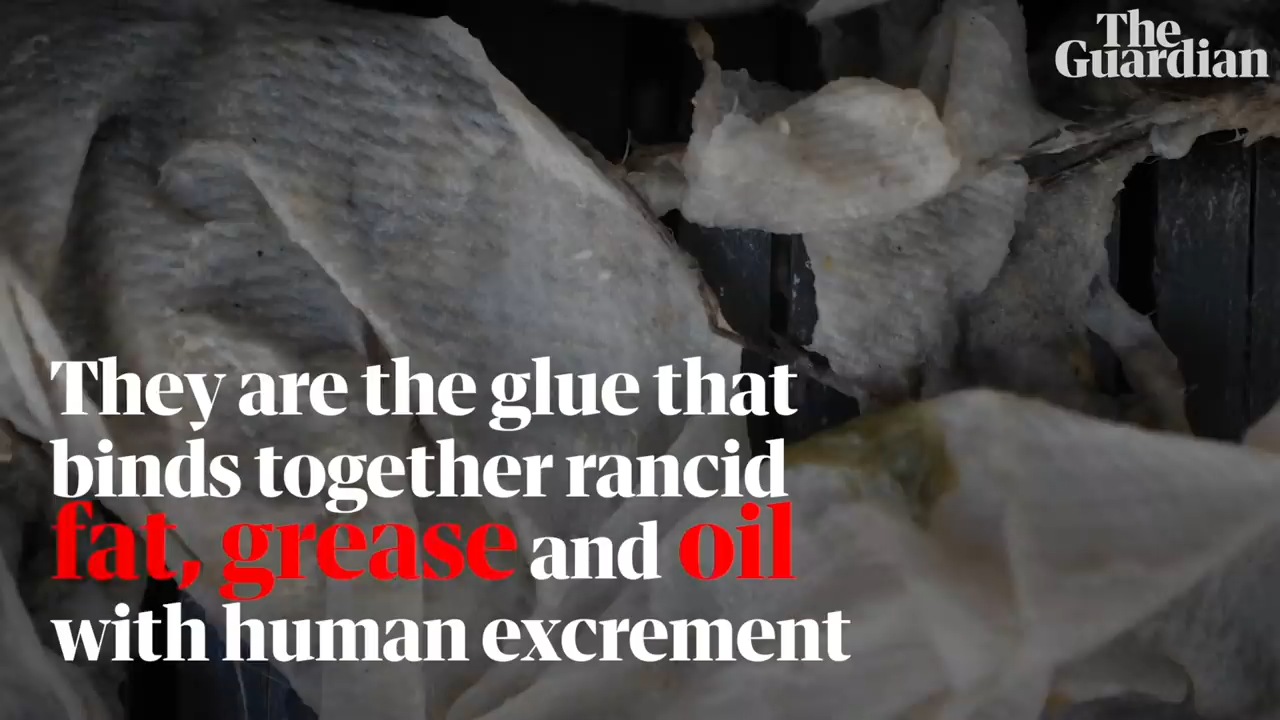 The
Guardian
They are the glue that
binds together rancid
fat, grease and oil
with human excrement